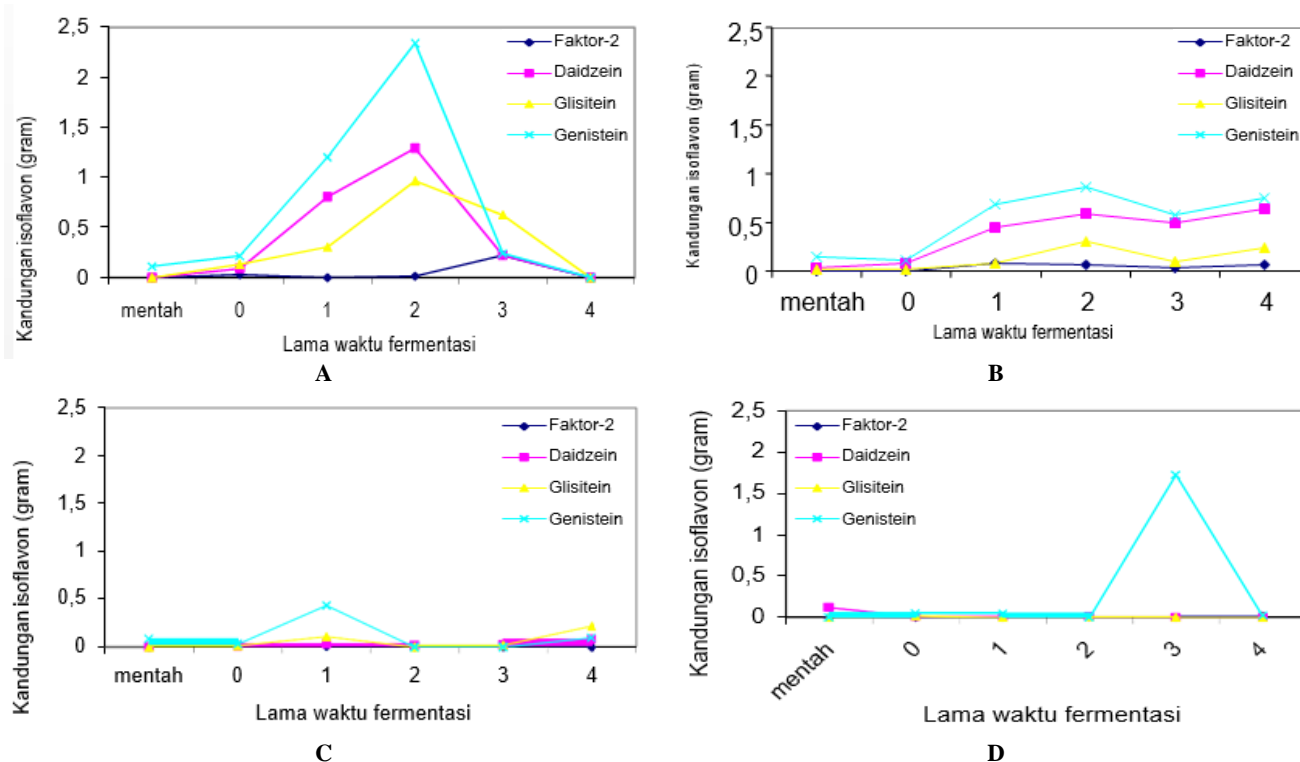 Kandungan isoflavon (gram)
2,5
2
1,5
1
0,5
0
Faktor-2
Daidzein
Glisitein
Genistein
mentah 0 1 2 3 4
Lama waktu fermentasi
A
Kandungan isoflavon (gram)
2,5
2
1,5
1
0,5
0
Faktor-2
Daidzein
Glisitein
Genistein
mentah 0 1 2 3 4
Lama waktu fermentasi
B
Kandungan isoflavon (gram)
2,5
2
1,5
1
0,5
0
Faktor-2
Daidzein
Glisitein
Genistein
mentah 0 1 2 3 4
Lama waktu fermentasi
C
Kandungan isoflavon (gram)
2,5
2
1,5
1
0,5
0
Faktor-2
Daidzein
Glisitein
Genistein
mentah 0 1 2 3 4
Lama waktu fermentasi
D